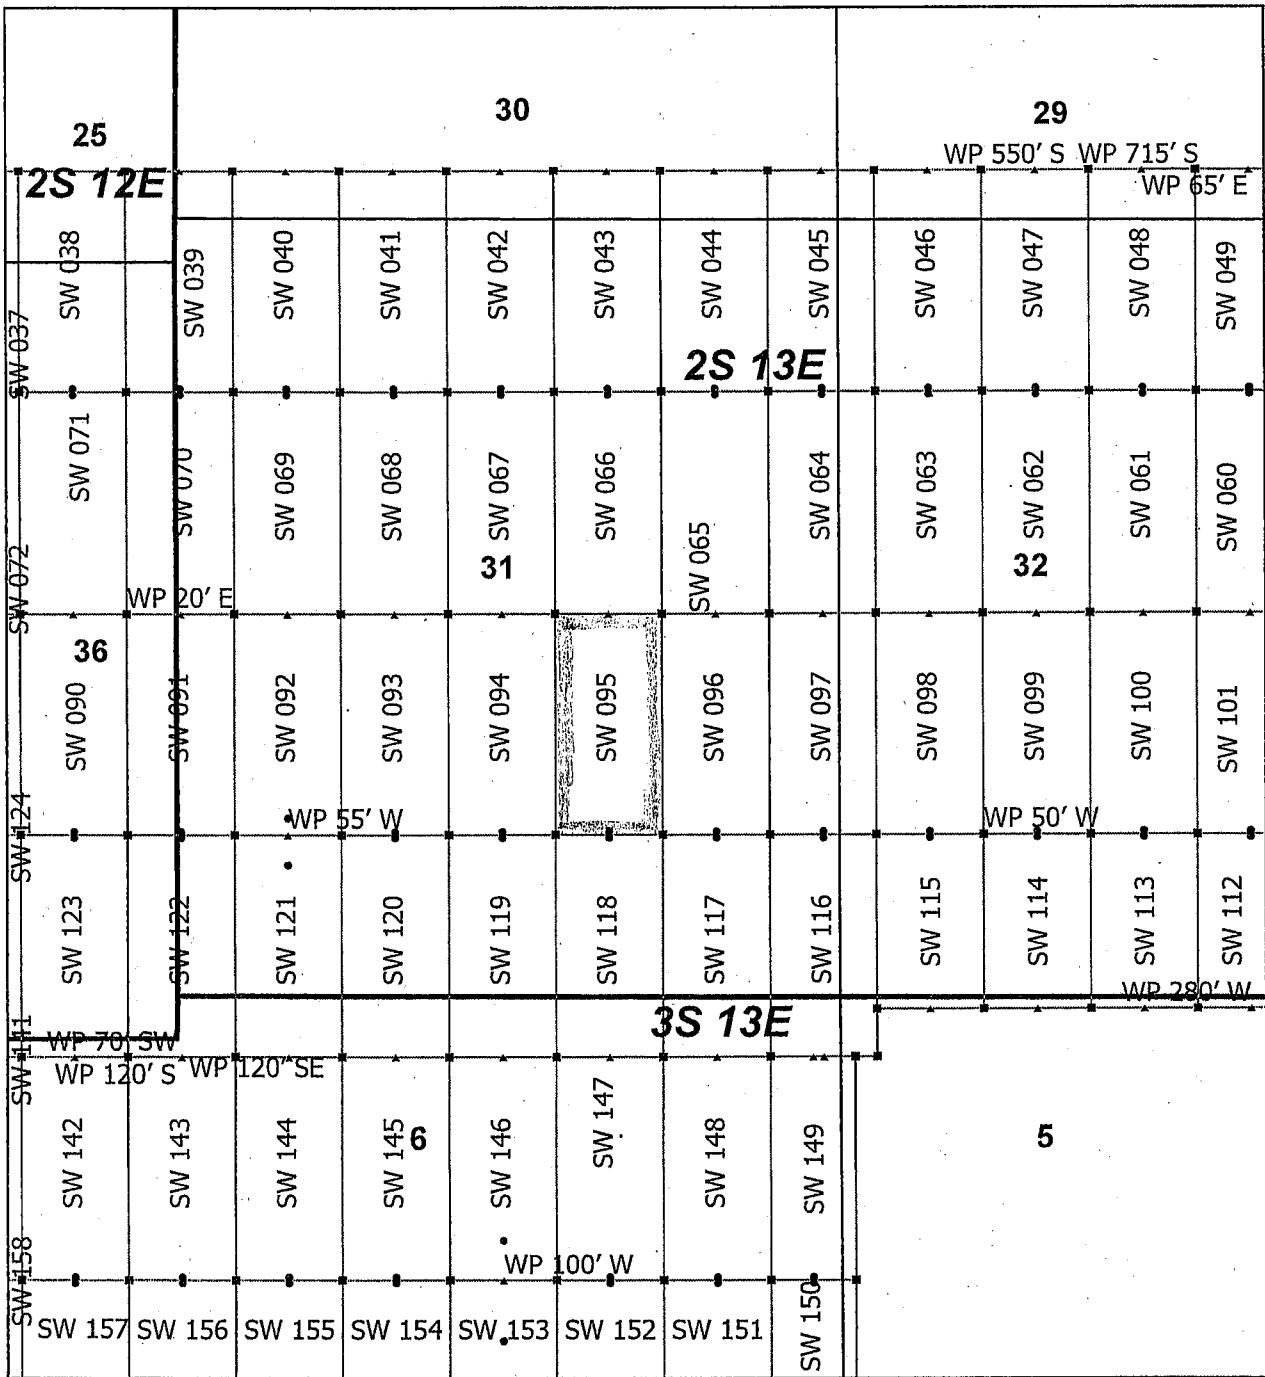 30
29
25
WP 550' S WP 715' S
2S 12E
WP 65' E
SW 037
SW 038
SW 039
SW 040
SW 041
SW 042
SW 043
SW 044
SW 045
SW 046
SW 047
SW 048
SW 049
2S 13E
SW 072
SW 071
SW 070
SW 069
SW 068
SW 067
SW 066
SW 065
SW 064
SW 063
SW 062
SW 061
SW 060
31
32
WP 20' E
36
SW 090
SW 091
SW 092
SW 093
SW 094
SW 095
SW 096
SW 097
SW 098
SW 099
SW 100
SW 101
WP 55' W
WP 50' W
SW 124
SW 123
SW 122
SW 121
SW 120
SW 119
SW 118
SW 117
SW 116
SW 115
SW 114
SW 113
SW 112
WP 280' W
3S 13E
WP 70' SW
WP 120' S
WP 120' SE
SW 141
SW 142
SW 143
SW 144
SW 145
6
SW 146
SW 147
SW 148
SW 149
5
WP 100' W
SW 158
SW 157
SW 156
SW 155
SW 154
SW 153
SW 152
SW 151
SW 150